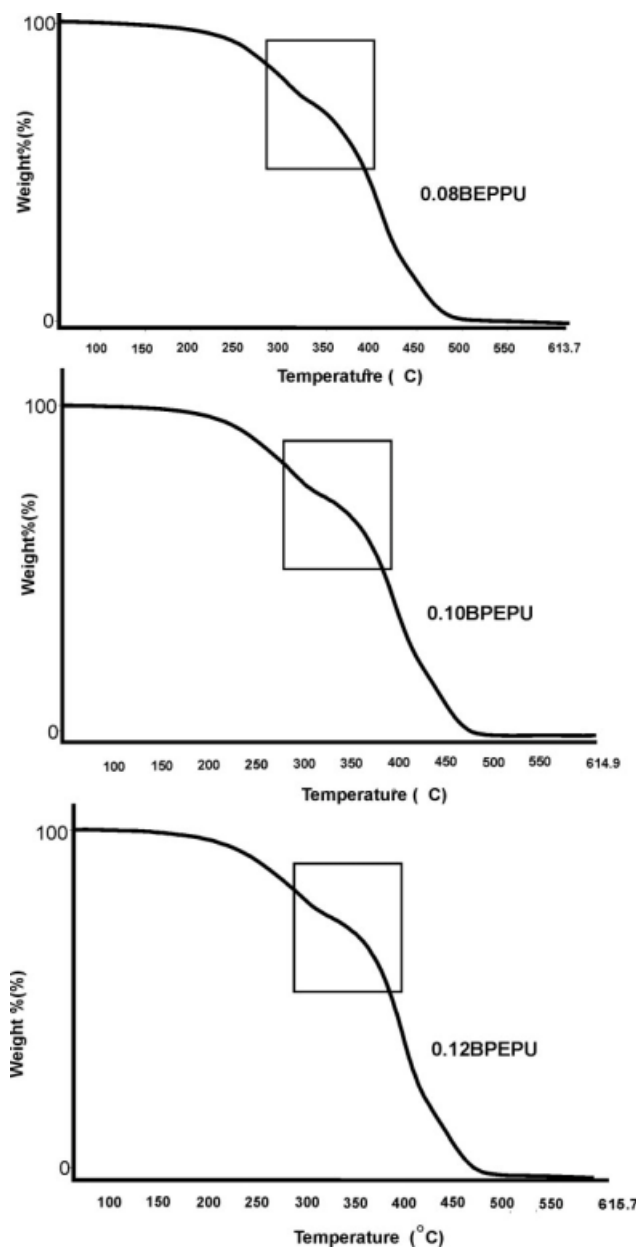 100
Weight%(%)
0.08BEPPU
0
100 150 200 250 300 350 400 450 500 550 613.7
Temperature ( C)
100
Weight%(%)
0.10BPEPU
0
100 150 200 250 300 350 400 450 500 550 614.9
Temperature ( C)
100
Weight %(%)
0.12BPEPU
0
100 150 200 250 300 350 400 450 500 550 615.7
Temperature (°C)